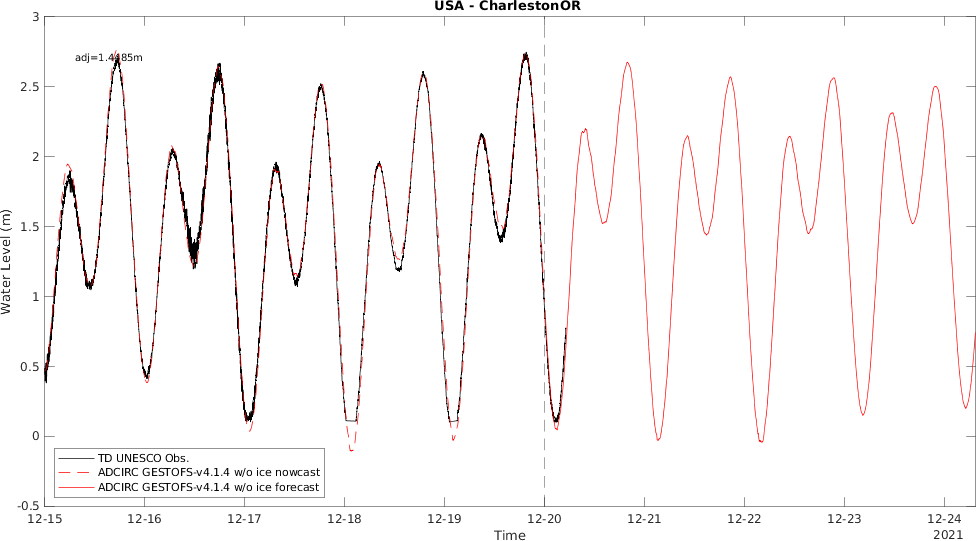 USA - CharlestonOR
adj=1.4485m
3
2.5
2
1.5
1
0.5
0
-0.5
Water Level (m)
TD UNESCO Obs.
ADCIRC GESTOFS-v4.1.4 w/o ice nowcast
ADCIRC GESTOFS-v4.1.4 w/o ice forecast
12-15 12-16 12-17 12-18 12-19 12-20 12-21 12-22 12-23 12-24
Time
2021